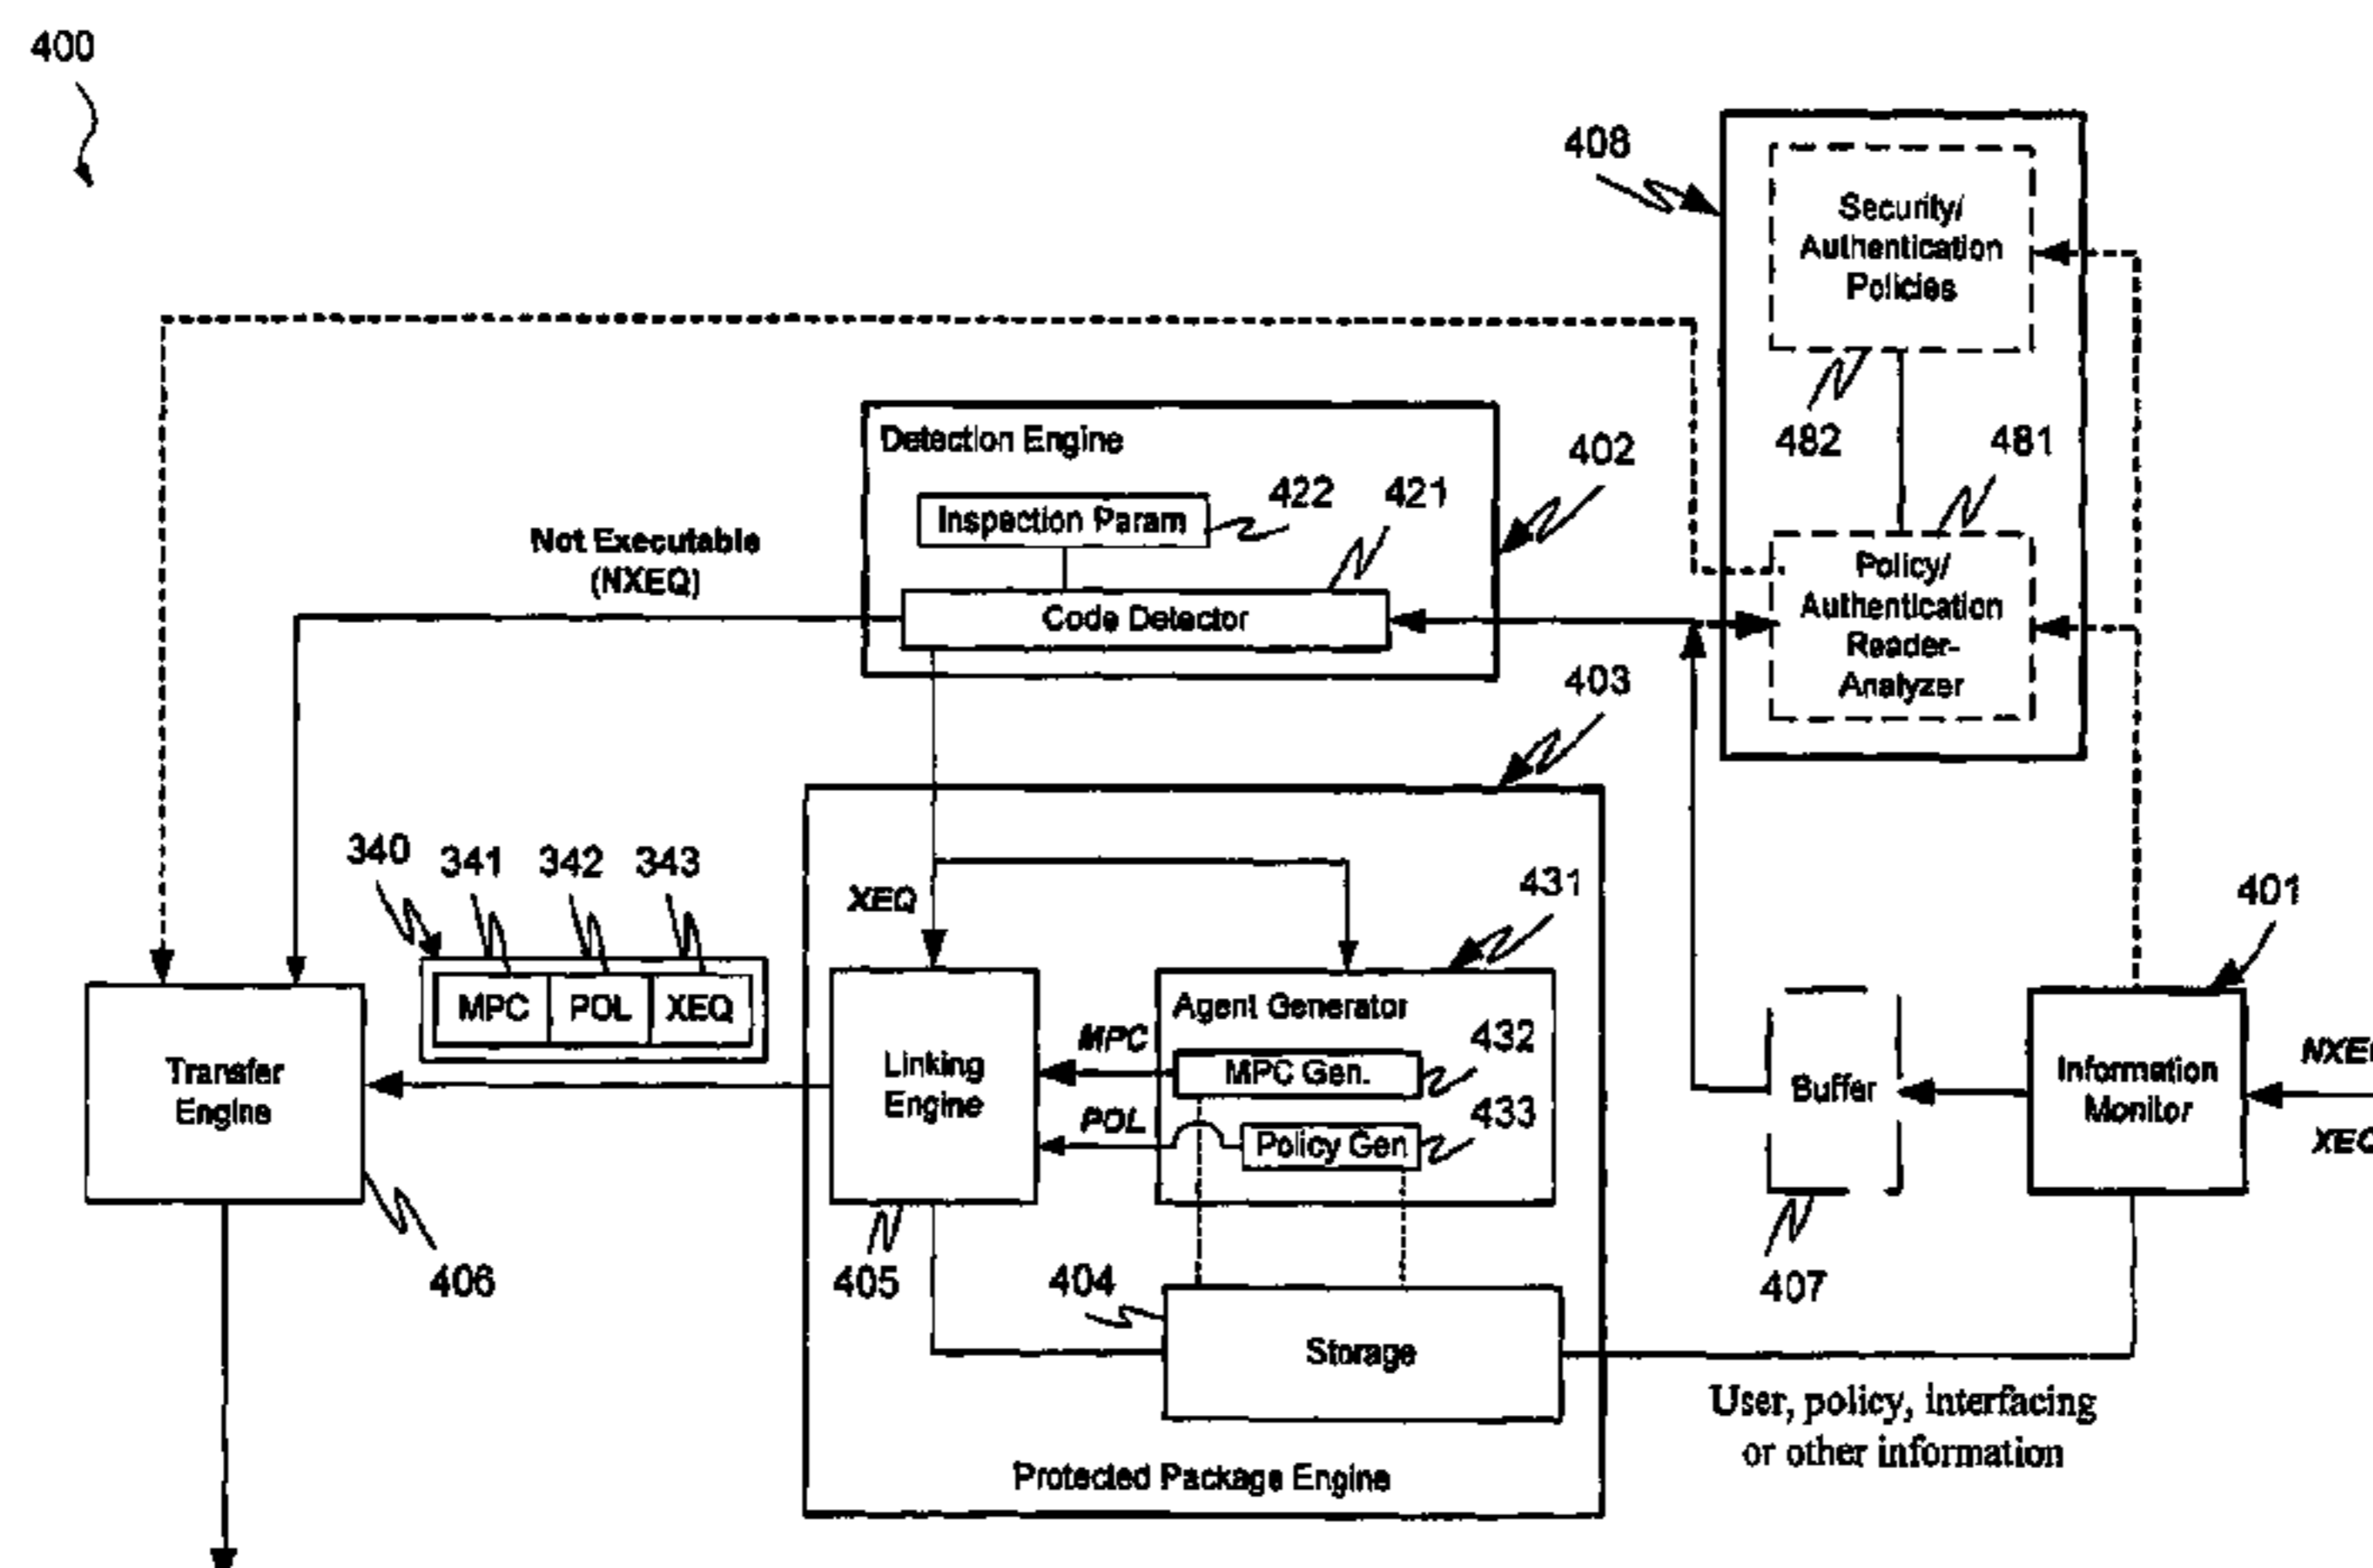 400
408
Security/
Authentication
Policies
482
481
Detection Engine
402
Inspection Param
422
421
Not Executable
(NXEQ)
Code Detector
Policy/
Authentication
Reader-
Analyzer
403
340
341
342
343
XEQ
431
401
MPC
POL
XEQ
Agent Generator
MPC
432
NXEQ
Transfer
Engine
Linking
Engine
MPC Gen.
Buffer
Information
Monitor
POL
433
Policy Gen
XEQ
406
405
404
407
Storage
User, policy, interfacing
or other information
Protected Package Engine